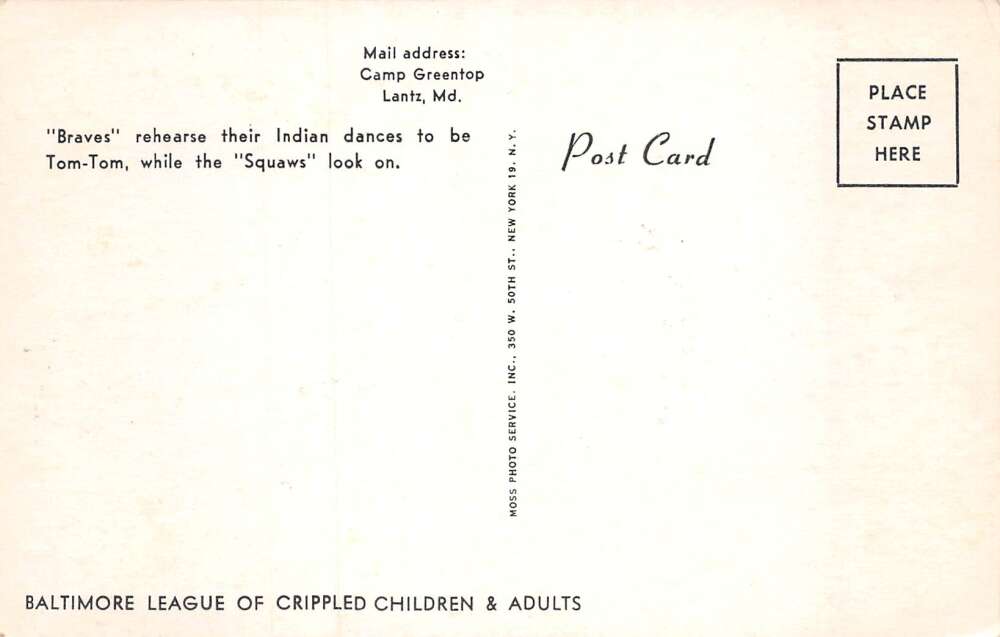 Mail address:
Camp Greentop
Lantz, Md.
"Braves" rehearse their Indian dances to be
Tom-Tom, while the "Squaws" look on.
MOSS PHOTO SERVICE, INC., 350 W. 50TH ST., NEW YORK 19, N.Y.
Post Card
PLACE
STAMP
HERE
BALTIMORE LEAGUE OF CRIPPLED CHILDREN & ADULTS